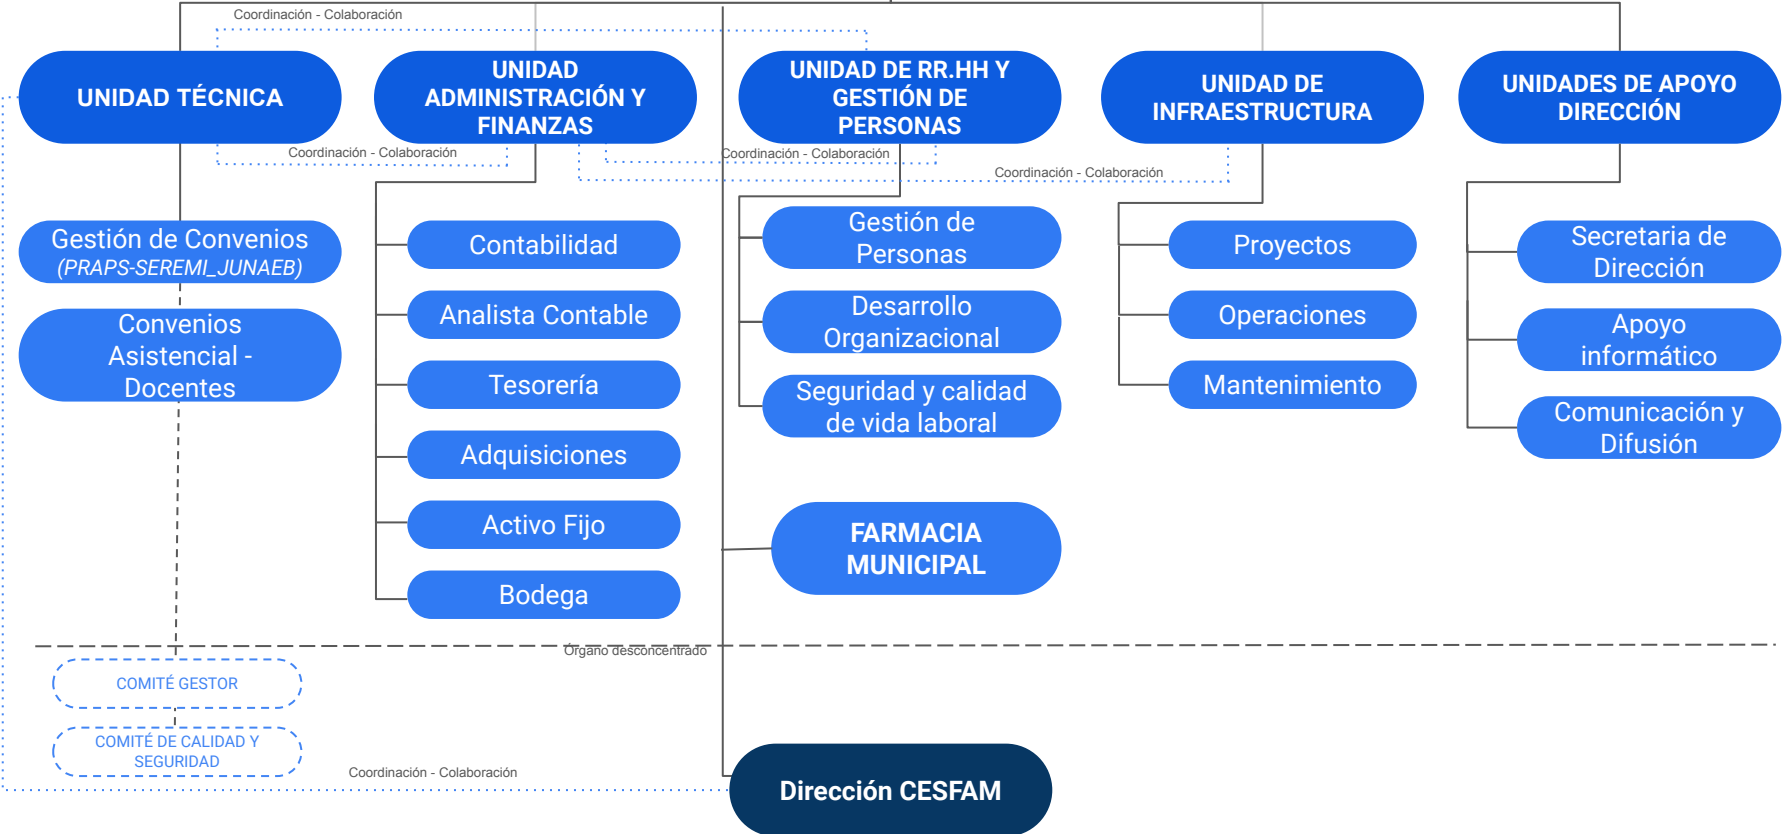 Coordinación - Colaboración
UNIDAD TÉCNICA
UNIDAD
ADMINISTRACIÓN Y
FINANZAS
UNIDAD DE RR.HH Y
GESTIÓN DE
PERSONAS
UNIDAD DE
INFRAESTRUCTURA
UNIDADES DE APOYO
DIRECCIÓN
Coordinación - Colaboración
Coordinación - Colaboración
Coordinación - Colaboración
Gestión de Convenios
(PRAPS-SEREMI_JUNAEB)
Convenios
Asistencial -
Docentes
Contabilidad
Analista Contable
Tesorería
Adquisiciones
Activo Fijo
Bodega
Gestión de
Personas
Desarrollo
Organizacional
Seguridad y calidad
de vida laboral
FARMACIA
MUNICIPAL
Proyectos
Operaciones
Mantenimiento
Secretaria de
Dirección
Apoyo
informático
Comunicación y
Difusión
Órgano desconcentrado
COMITÉ GESTOR
COMITÉ DE CALIDAD Y
SEGURIDAD
Coordinación - Colaboración
Dirección CESFAM